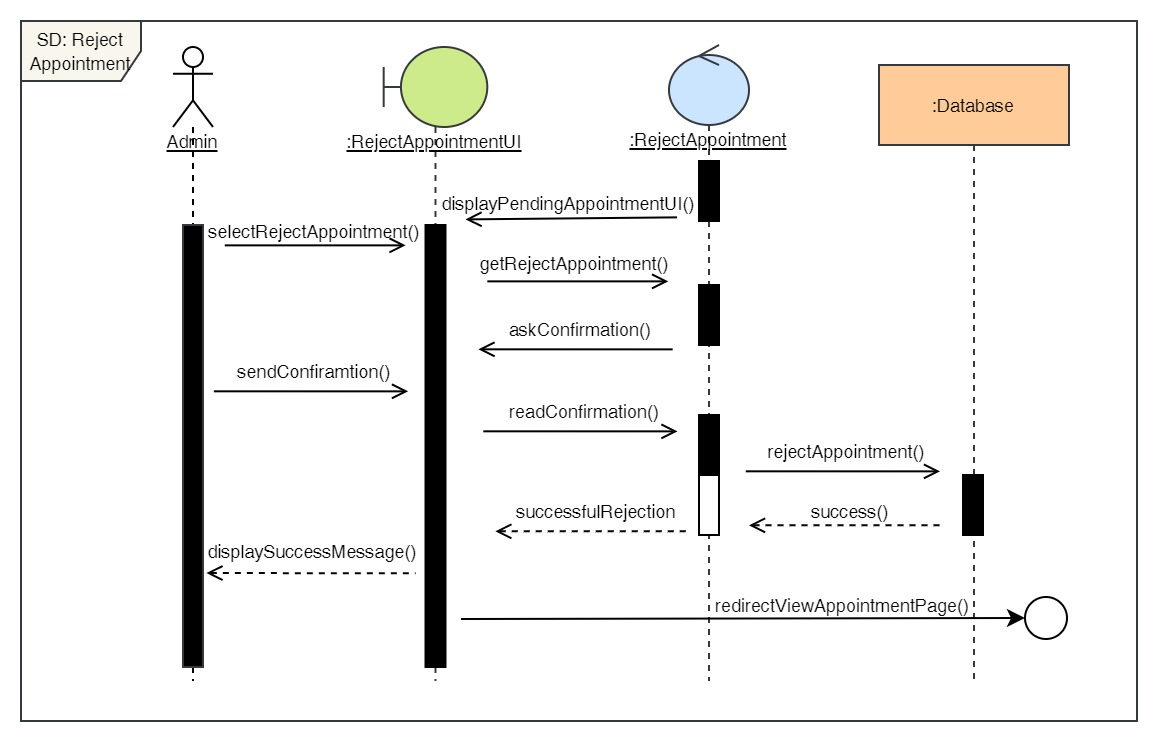 SD: Reject
Appointment
Admin
:RejectAppointmentUI
:RejectAppointment
:Database
displayPendingAppointmentUI()
selectRejectAppointment()
getRejectAppointment()
askConfirmation()
sendConfiramtion()
readConfirmation()
rejectAppointment()
successfulRejection
success()
displaySuccessMessage()
redirectViewAppointmentPage()